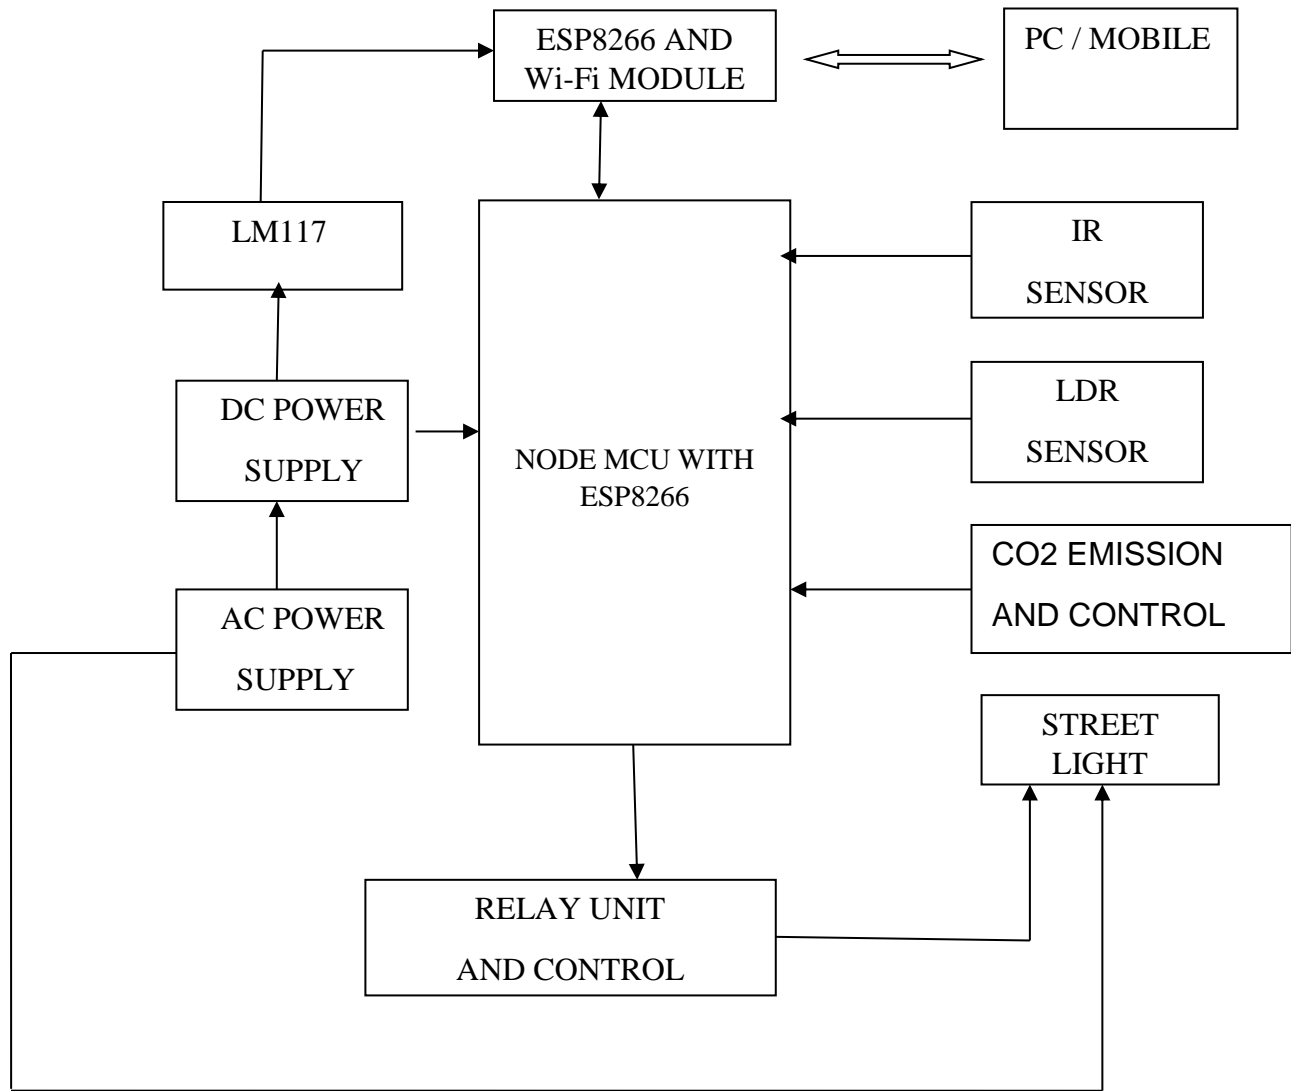 ESP8266 AND
Wi-Fi MODULE
PC / MOBILE
LM117
IR
SENSOR
DC POWER
SUPPLY
NODE MCU WITH
ESP8266
LDR
SENSOR
AC POWER
SUPPLY
CO2 EMISSION
AND CONTROL
STREET
LIGHT
RELAY UNIT
AND CONTROL